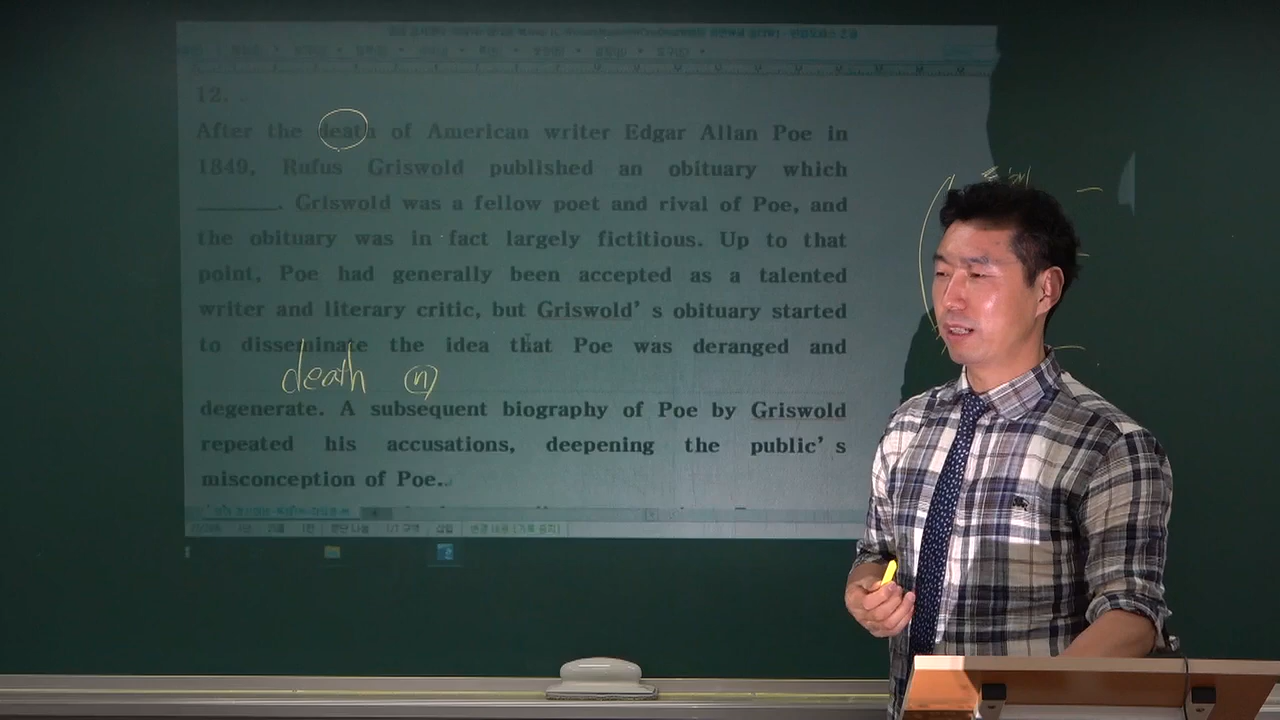 12.
After the death of American writer Edgar Allan Poe in
1849, Rufus Griswold published an obituary which
________. Griswold was a fellow poet and rival of Poe, and
the obituary was in fact largely fictitious. Up to that
point, Poe had generally been accepted as a talented
writer and literary critic, but Griswold's obituary started
to disseminate the idea that Poe was deranged and
death (n)
degenerate. A subsequent biography of Poe by Griswold
repeated his accusations, deepening the public's
misconception of Poe.